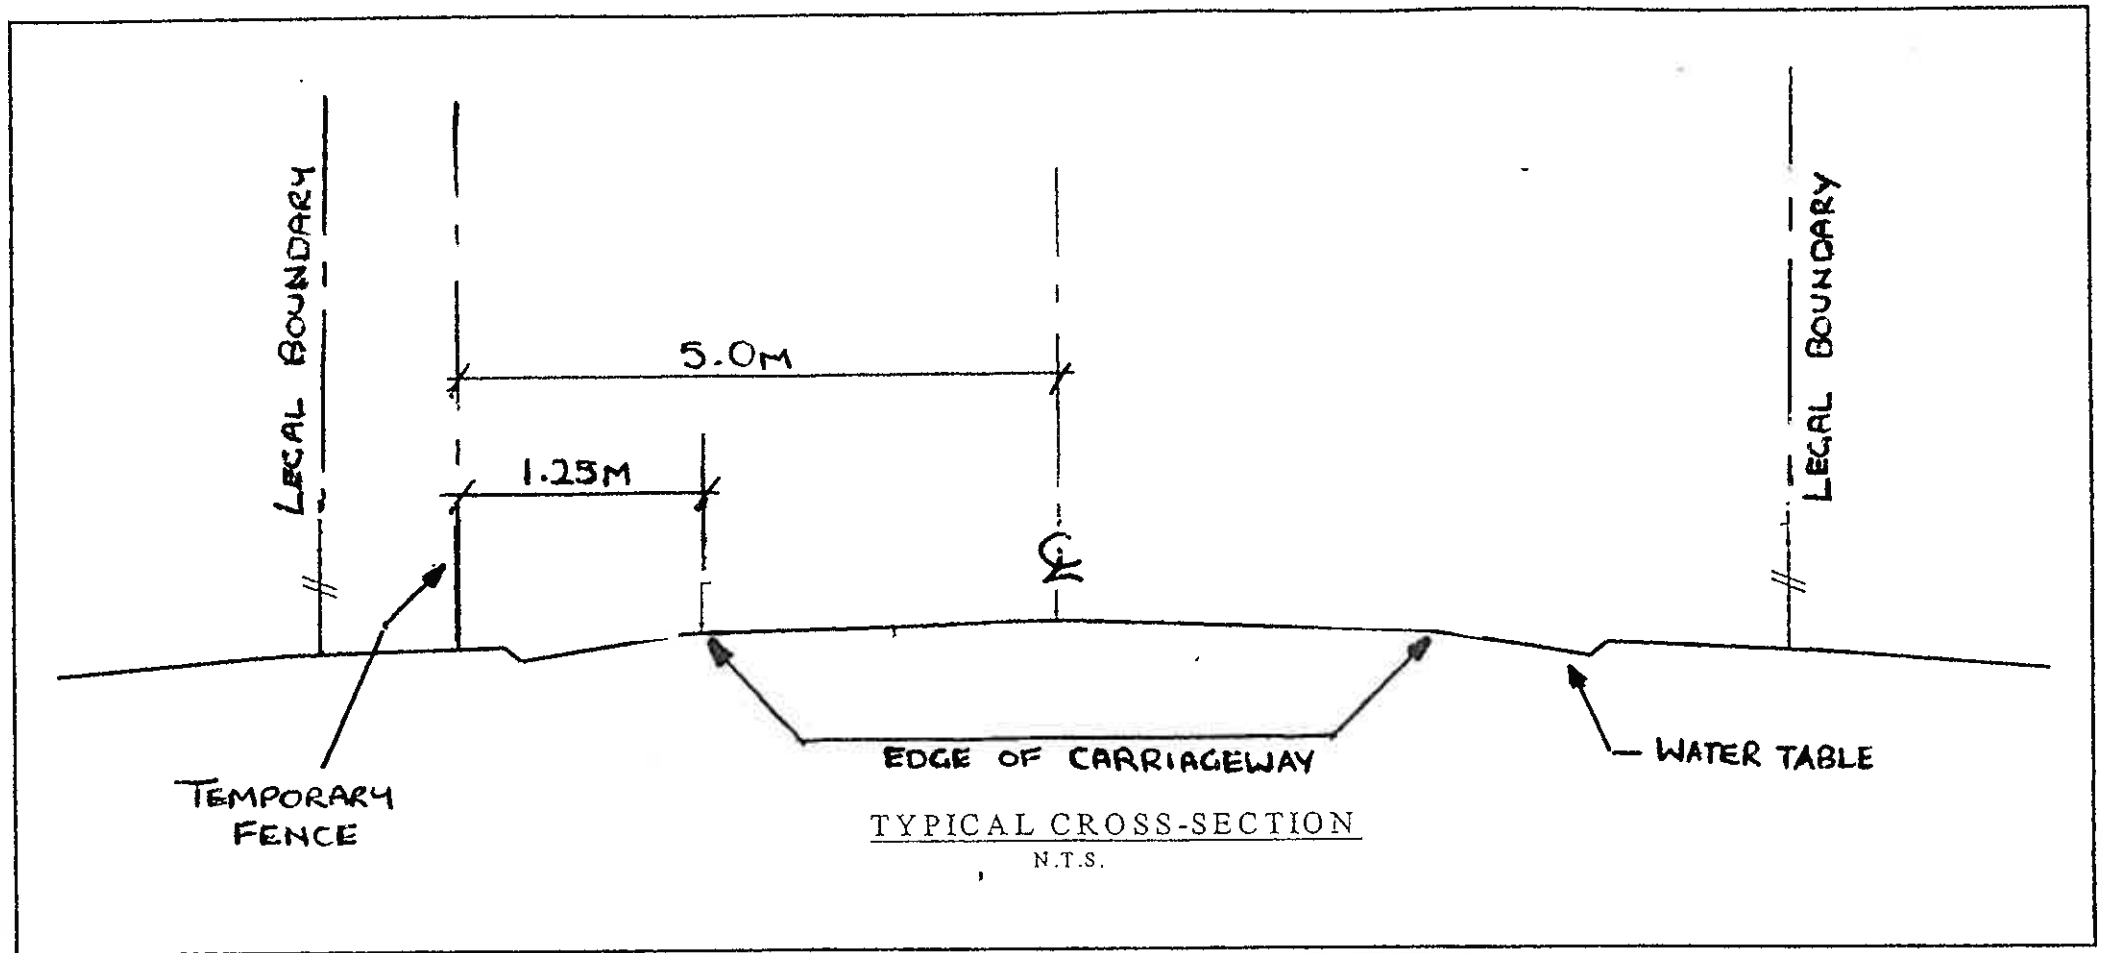 LEGAL BOUNDARY
LEGAL BOUNDARY
5.0M
1.25M
℄
EDGE OF CARRIAGEWAY
WATER TABLE
TEMPORARY
FENCE
TYPICAL CROSS-SECTION
N.T.S.